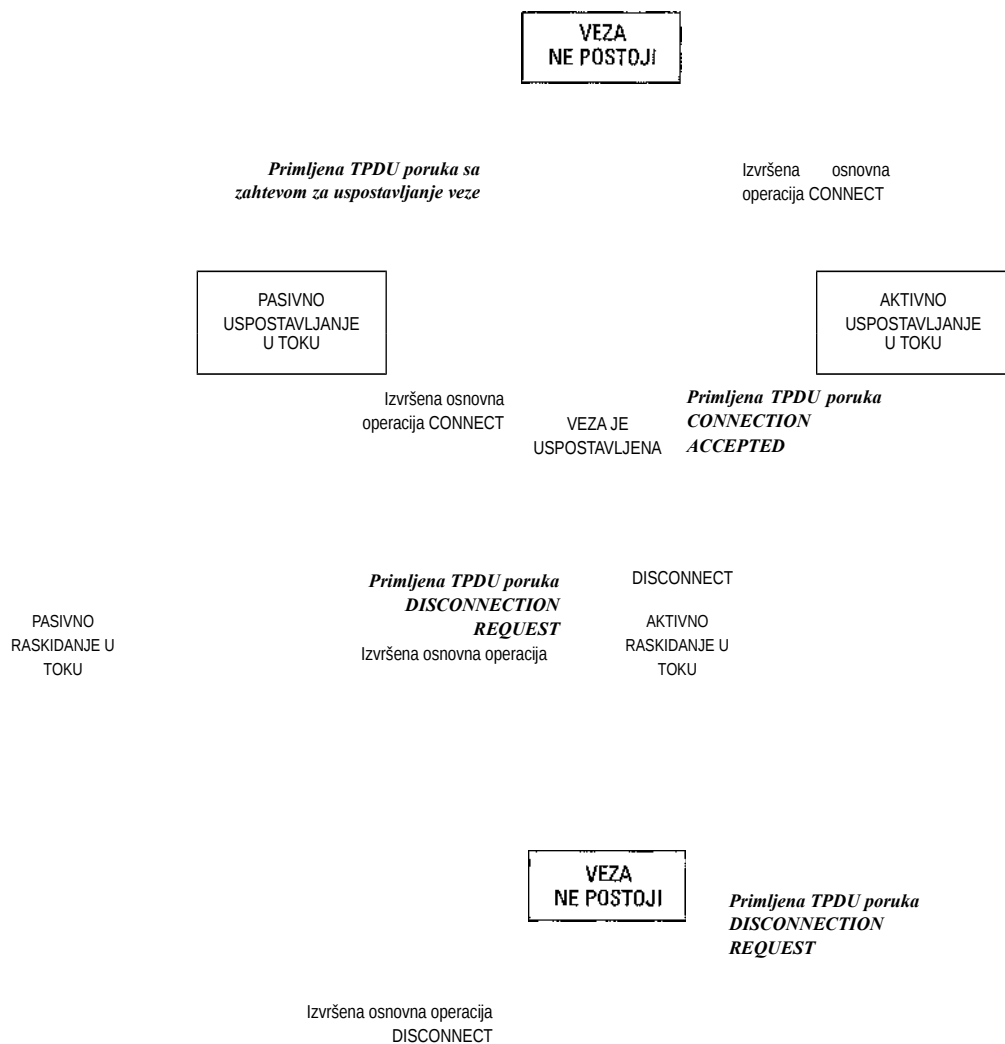 VEZA
NE POSTOJI
Primljena TPDU poruka sa
zahtevom za uspostavljanje veze
Izvršena osnovna
operacija CONNECT
PASIVNO
USPOSTAVLJANJE
U TOKU
AKTIVNO
USPOSTAVLJANJE
U TOKU
Izvršena osnovna
operacija CONNECT
VEZA JE
USPOSTAVLJENA
Primljena TPDU poruka
CONNECTION
ACCEPTED
PASIVNO
RASKIDANJE U
TOKU
Primljena TPDU poruka
DISCONNECTION
REQUEST
Izvršena osnovna operacija
DISCONNECT
AKTIVNO
RASKIDANJE U
TOKU
VEZA
NE POSTOJI
Primljena TPDU poruka
DISCONNECTION
REQUEST
Izvršena osnovna operacija
DISCONNECT